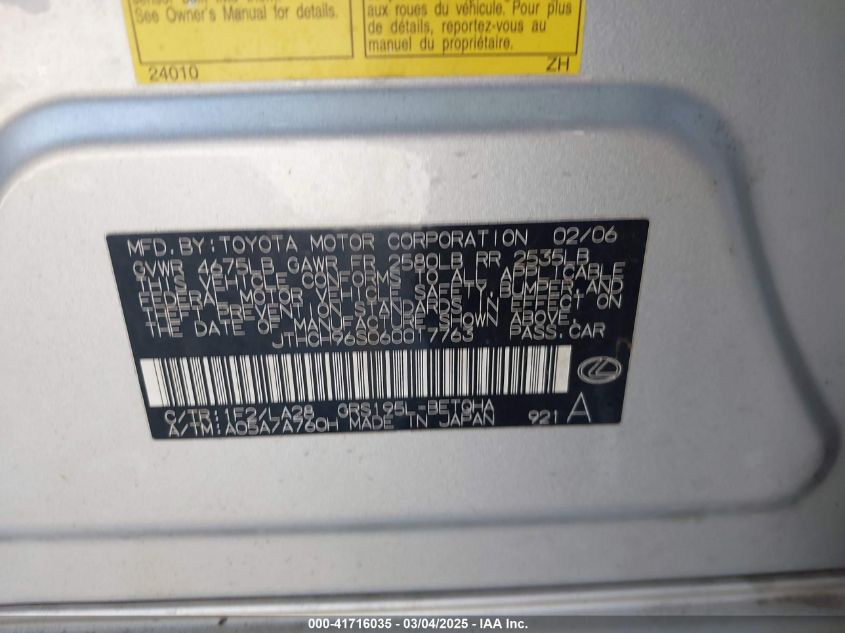 See Owner's Manual for details.
24010
aux roues du véhicule. Pour plus
de détails, reportez-vous au
manuel du propriétaire.
ZH
MFD.BY:TOYOTA MOTOR CORPORATION 02/06
GVWR 4675LB GAWR FR 2580LB RR 2535LB
THIS VEHICLE CONFORMS TO ALL APPLICABLE
FEDERAL MOTOR VEHICLE SAFETY, BUMPER,AND
THEFT PREVENTION STANDARDS IN EFFECT ON
THE DATE OF MANUFACTURE SHOWN ABOVE.
JTHCH96S060017763 PASS.CAR
C/TR:1F2/LA28 GRS195L-BETQHA
A/TM:A05A/A760H MADE IN JAPAN 921 A
000-41716035 - 03/04/2025 - IAA Inc.